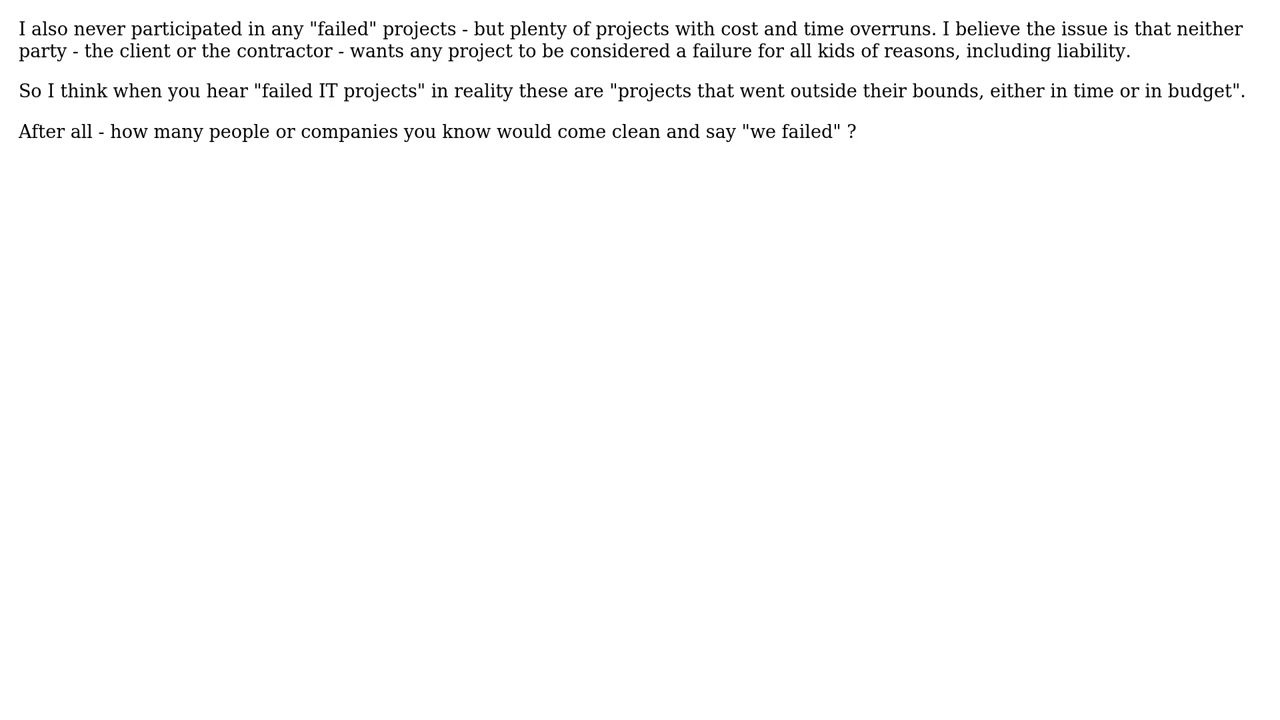 I also never participated in any "failed" projects - but plenty of projects with cost and time overruns. I believe the issue is that neither
party - the client or the contractor - wants any project to be considered a failure for all kids of reasons, including liability.
So I think when you hear "failed IT projects" in reality these are "projects that went outside their bounds, either in time or in budget".
After all - how many people or companies you know would come clean and say "we failed" ?